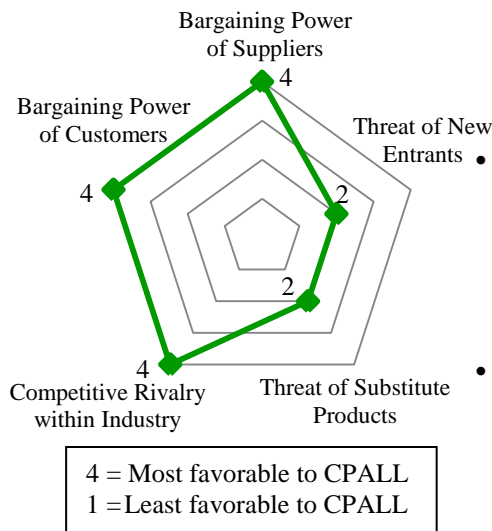 Bargaining Power
of Suppliers
4
Bargaining Power
of Customers
Threat of New
Entrants
•
4
2
2
4
•
Competitive Rivalry
within Industry
Threat of Substitute
Products
4 = Most favorable to CPALL
1 =Least favorable to CPALL